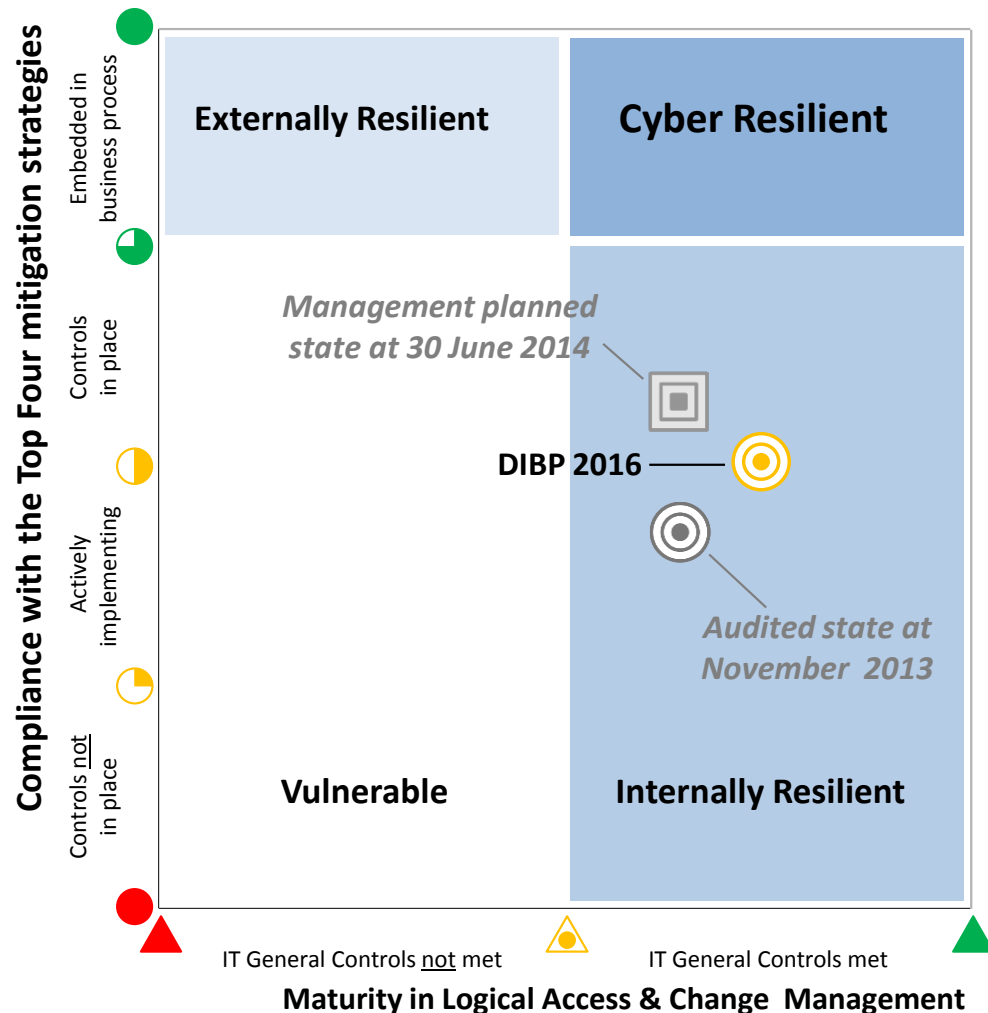 Compliance with the Top Four mitigation strategies
Embedded in
business process
Controls
in place
Actively
implementing
Controls not
in place
Externally Resilient
Cyber Resilient
Management planned
state at 30 June 2014
DIBP 2016
Audited state at
November 2013
Vulnerable
Internally Resilient
IT General Controls not met
IT General Controls met
Maturity in Logical Access & Change Management